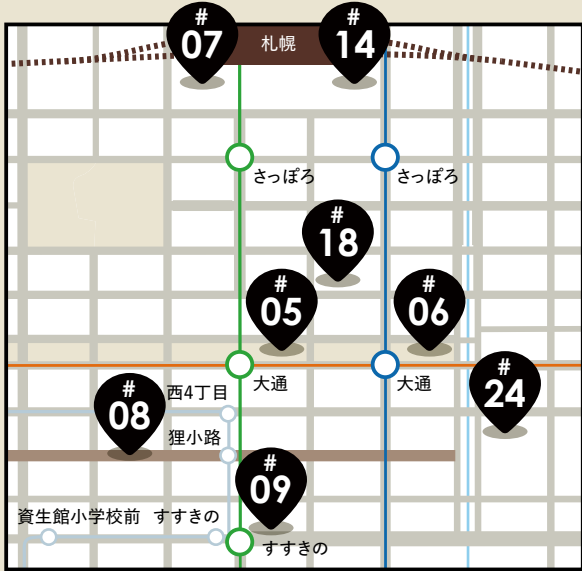 #
07
札幌
#
14
さっぽろ
さっぽろ
#
18
#
05
#
06
大通
大通
#
24
#
08
西4丁目
狸小路
#
09
資生館小学校前
すすきの
すすきの